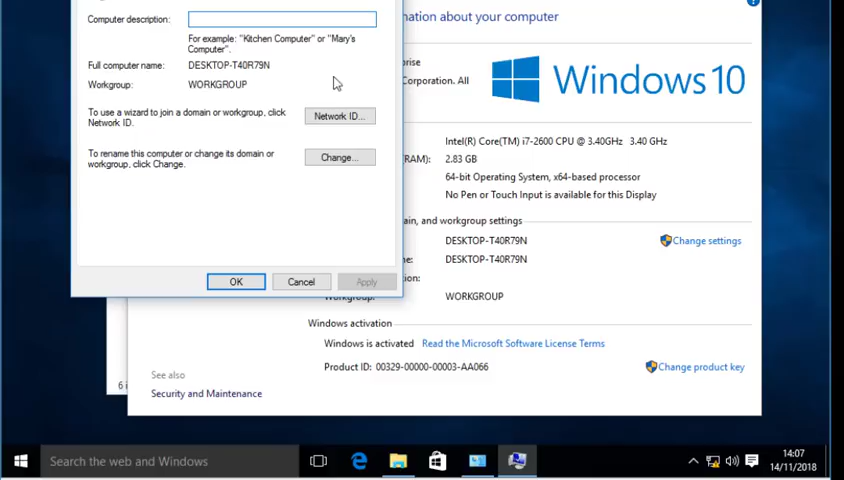 Computer description:
For example: "Kitchen Computer" or "Mary's
Computer".
Full computer name: DESKTOP-T40R79N
Workgroup: WORKGROUP
To use a wizard to join a domain or workgroup, click
Network ID.
Network ID...
To rename this computer or change its domain or
workgroup, click Change.
Change...
OK Cancel Apply
mation about your computer
prise
Corporation. All
Windows 10
Intel(R) Core(TM) i7-2600 CPU @ 3.40GHz 3.40 GHz
RAM): 2.83 GB
64-bit Operating System, x64-based processor
No Pen or Touch Input is available for this Display
main, and workgroup settings
DESKTOP-T40R79N
Change settings
me: DESKTOP-T40R79N
tion:
Workgroup: WORKGROUP
Windows activation
Windows is activated Read the Microsoft Software License Terms
Product ID: 00329-00000-00003-AA066
Change product key
See also
Security and Maintenance
6 i
Search the web and Windows
14:07
14/11/2018